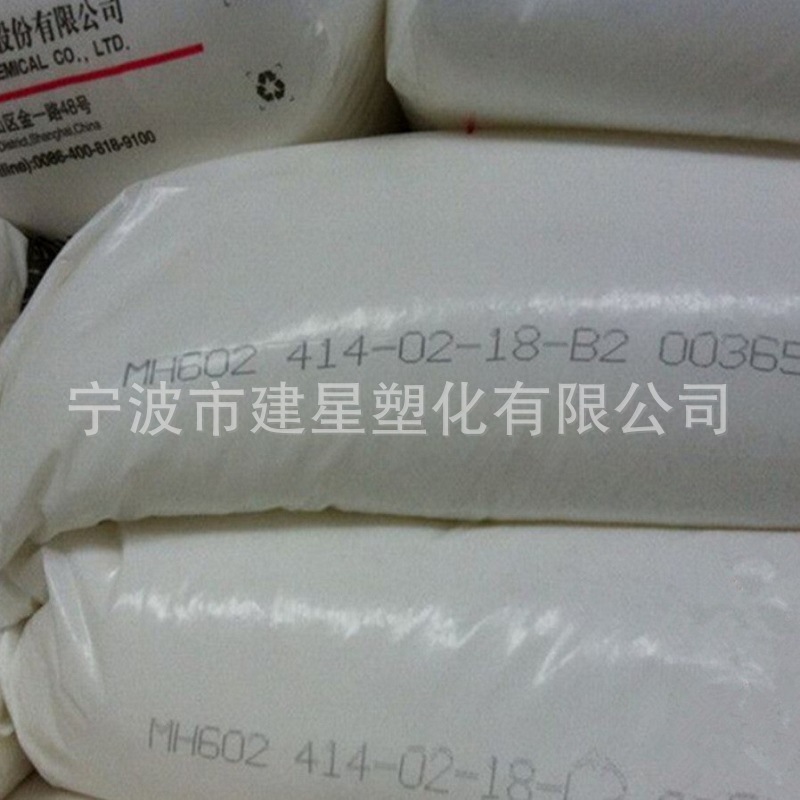 股份有限公司
EMICAL CO., LTD.
区金一路48号
District,Shanghai,China
line):0086-400-818-9100
MH602 414-02-18-B2 00365
宁波市建星塑化有限公司
MH602 414-02-18-